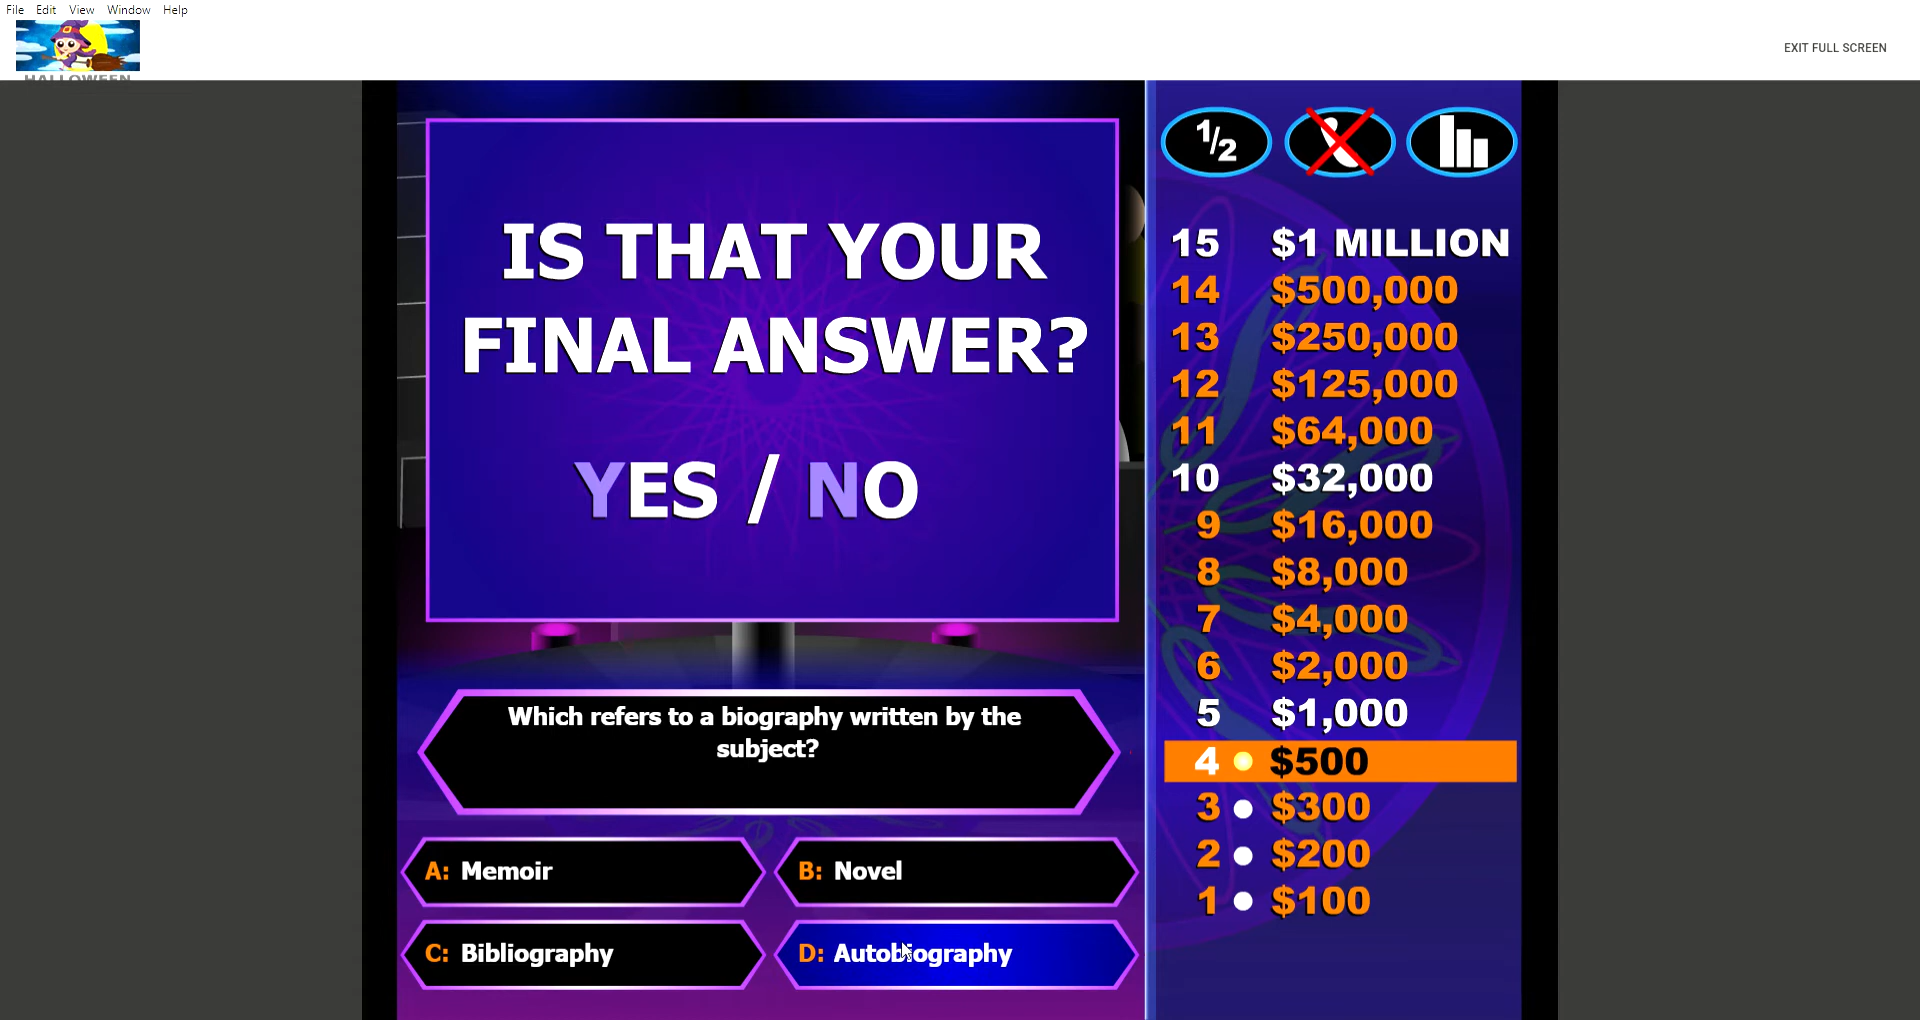 File Edit View Window Help
HALLOWEEN
EXIT FULL SCREEN
IS THAT YOUR
FINAL ANSWER?
YES / NO
Which refers to a biography written by the
subject?
A: Memoir
B: Novel
C: Bibliography
D: Autobiography
1/2
15 $1 MILLION
14 $500,000
13 $250,000
12 $125,000
11 $64,000
10 $32,000
9 $16,000
8 $8,000
7 $4,000
6 $2,000
5 $1,000
4 $500
3 $300
2 $200
1 $100